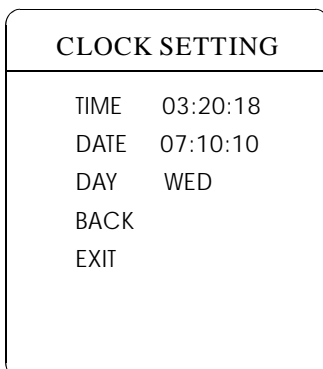 CLOCK SETTING
TIME 03:20:18
DATE 07:10:10
DAY WED
BACK
EXIT